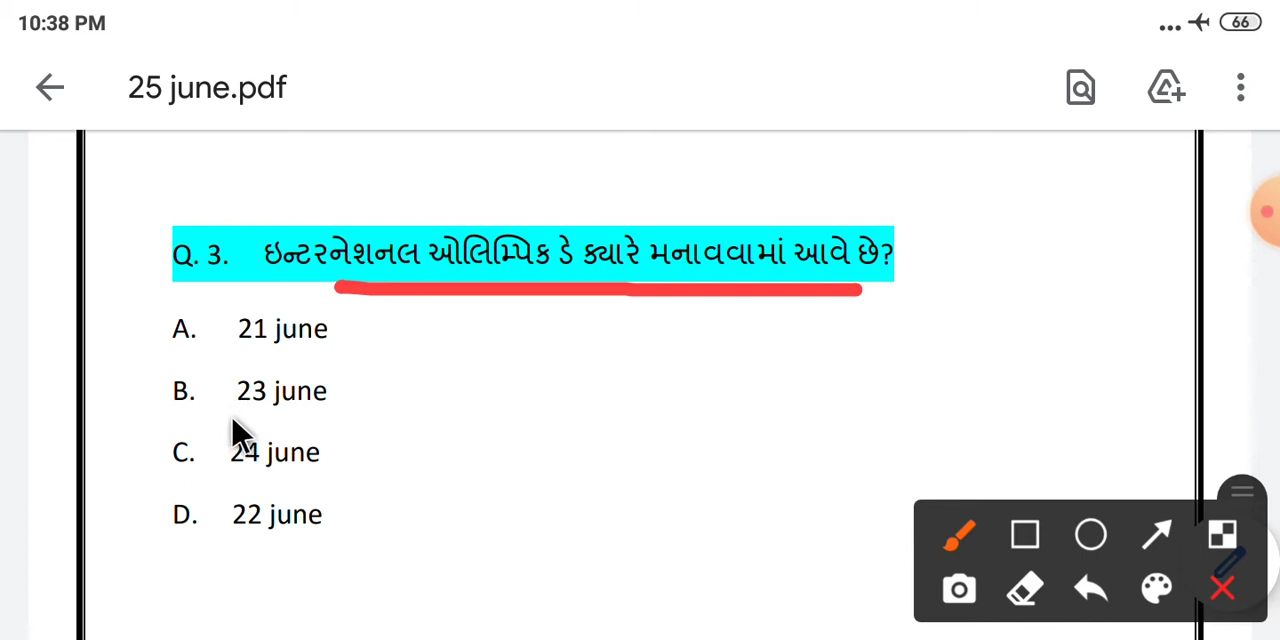 10:38 PM
66
25 june.pdf
Q. 3. ઇન્ટરનેશનલ ઓલિમ્પિક ડે ક્યારે મનાવવામાં આવે છે?
A. 21 june
B. 23 june
C. 24 june
D. 22 june